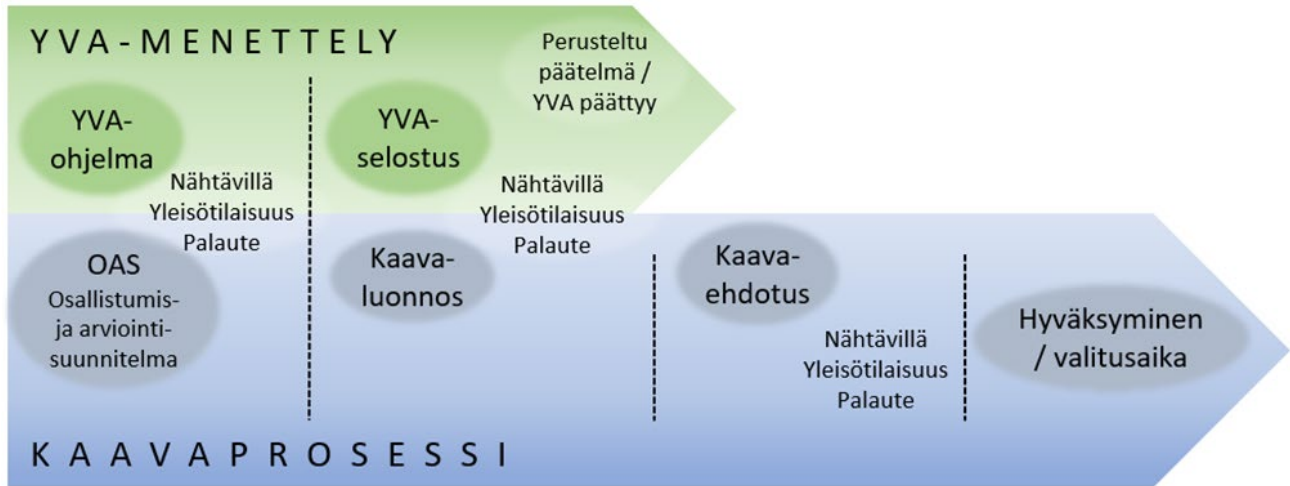 YVA-MENETTELY
YVA-
ohjelma
Nähtävillä
Yleisötilaisuus
Palaute
YVA-
selostus
Nähtävillä
Yleisötilaisuus
Palaute
Perusteltu
päätelmä /
YVA päättyy
OAS
Osallistumis-
ja arviointi-
suunnitelma
Kaava-
luonnos
Kaava-
ehdotus
Nähtävillä
Yleisötilaisuus
Palaute
Hyväksyminen
/ valitusaika
KAAVAPROSESSI